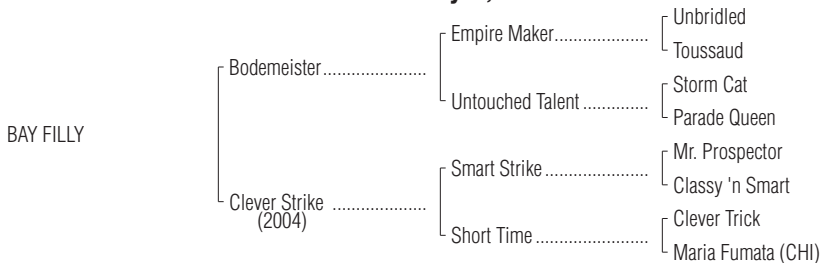 Unbridled
Empire Maker....................
Toussaud
Bodemeister......................
Storm Cat
Untouched Talent ..............
Parade Queen
BAY FILLY
Mr. Prospector
Smart Strike ......................
Classy 'n Smart
Clever Strike ....................
(2004)
Clever Trick
Short Time ........................
Maria Fumata (CHI)